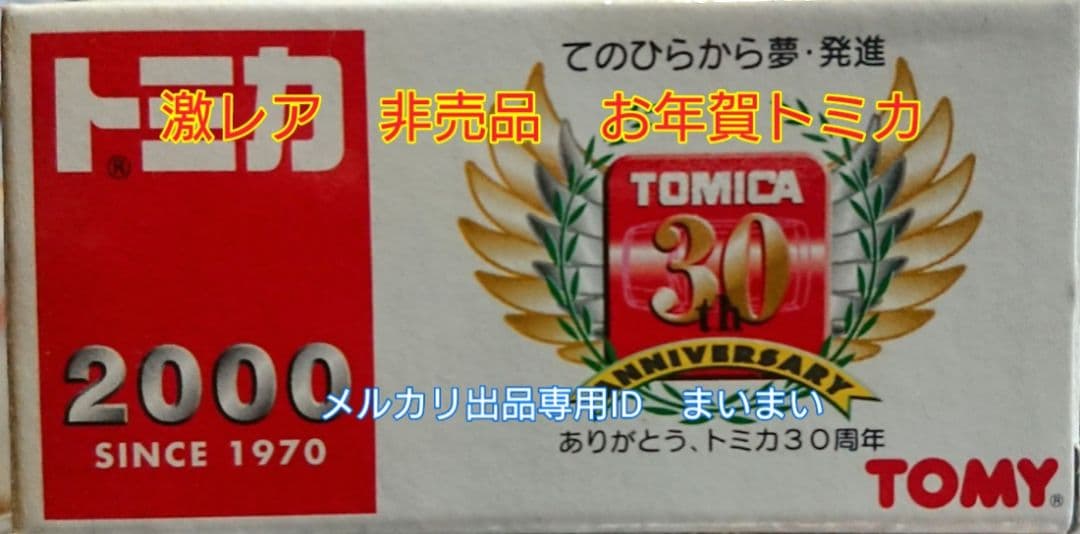 てのひらから夢・発進
トミカ®
激レア 非売品 お年賀トミカ
TOMICA
30th
ANNIVERSARY
2000
SINCE 1970
メルカリ出品専用ID まいまい
ありがとう、トミカ30周年
TOMY®